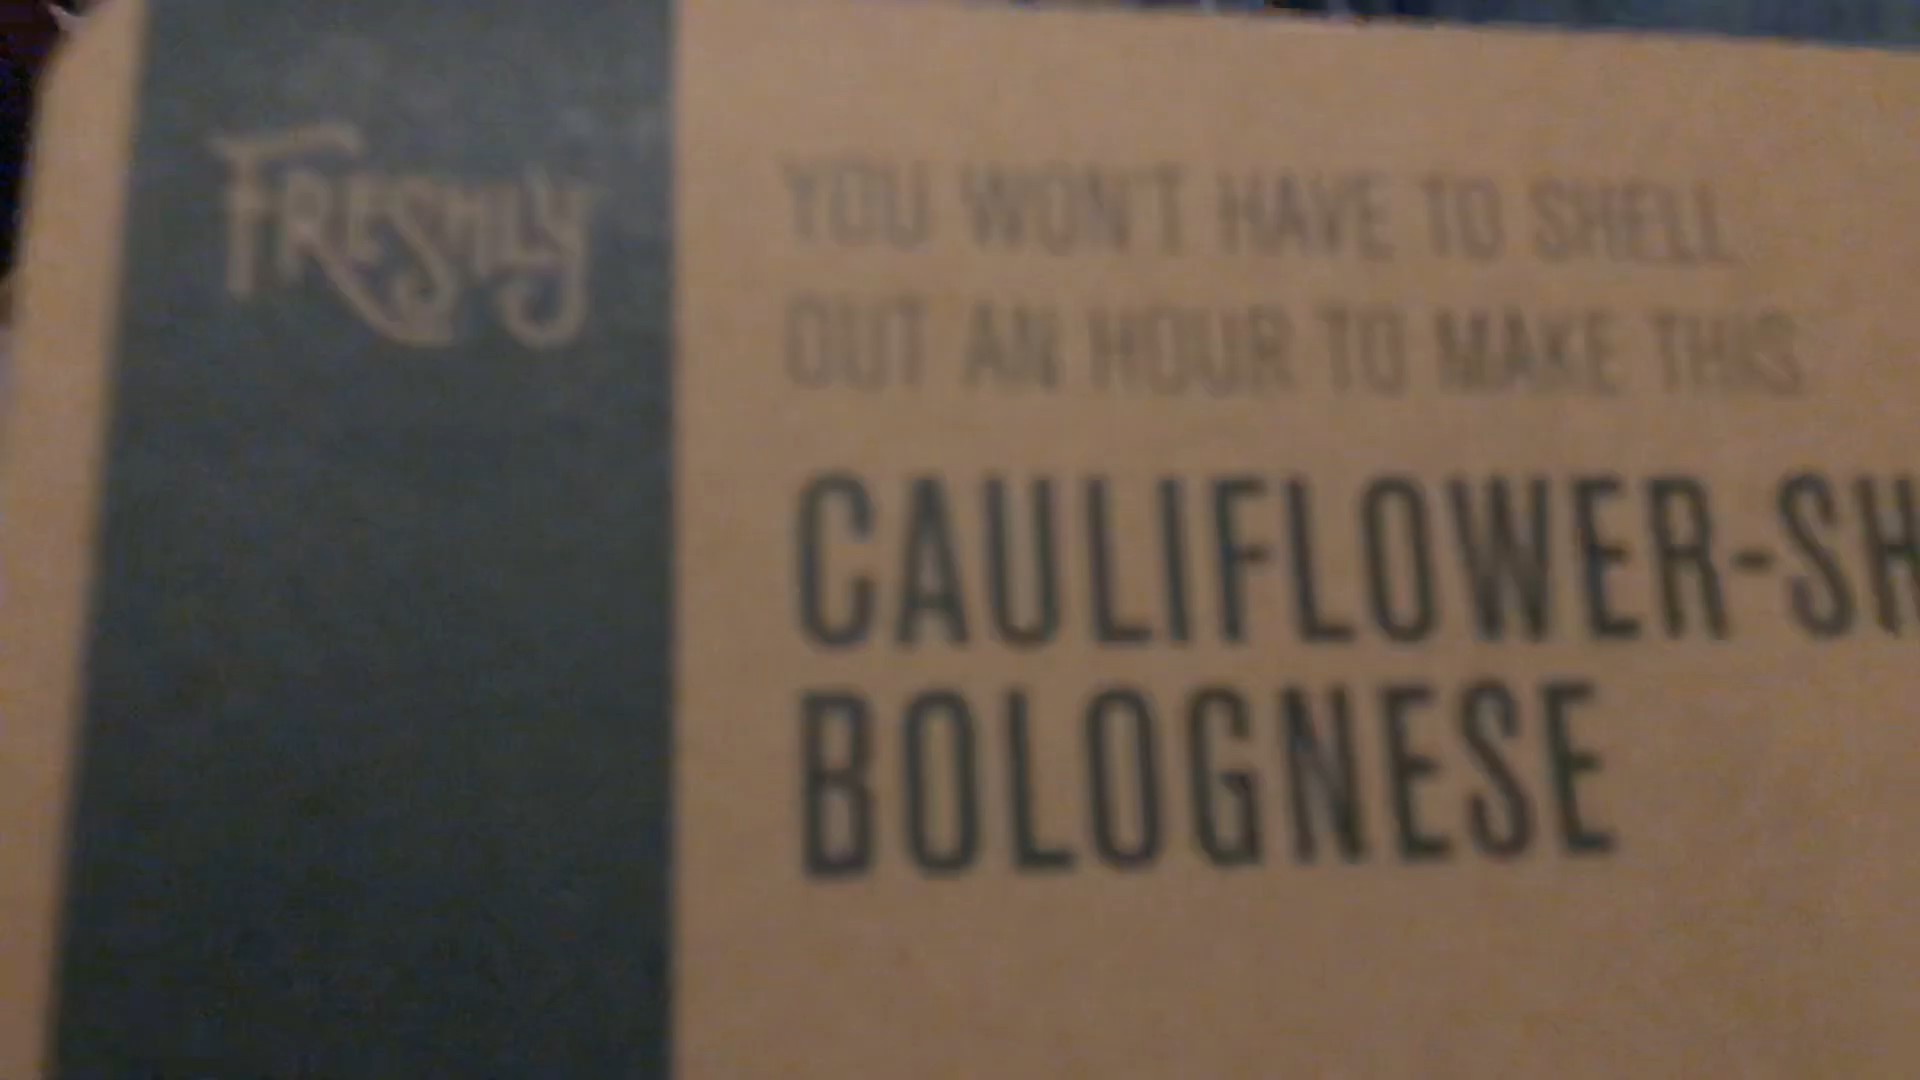 FRESHLY
YOU WON'T HAVE TO SHELL
OUT AN HOUR TO MAKE THIS
CAULIFLOWER-SH
BOLOGNESE